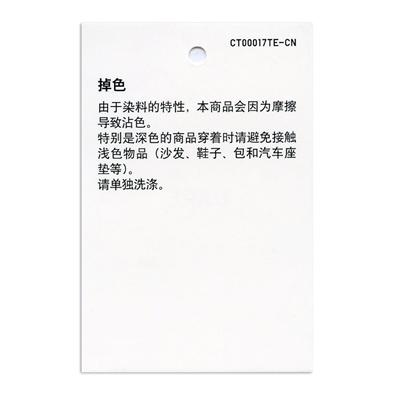 CT00017TE-CN
掉色
由于染料的特性，本商品会因为摩擦
导致沾色。
特别是深色的商品穿着时请避免接触
浅色物品（沙发、鞋子、包和汽车座
垫等）。
请单独洗涤。